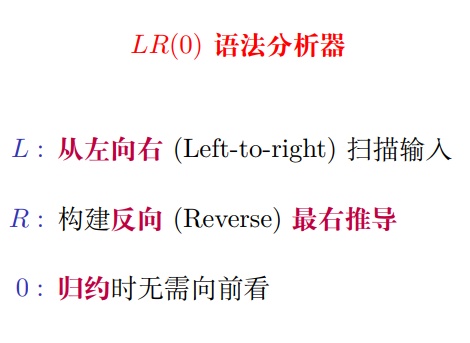 LR(0) 语法分析器
L : 从左向右 (Left-to-right) 扫描输入
R : 构建反向 (Reverse) 最右推导
0 : 归约时无需向前看